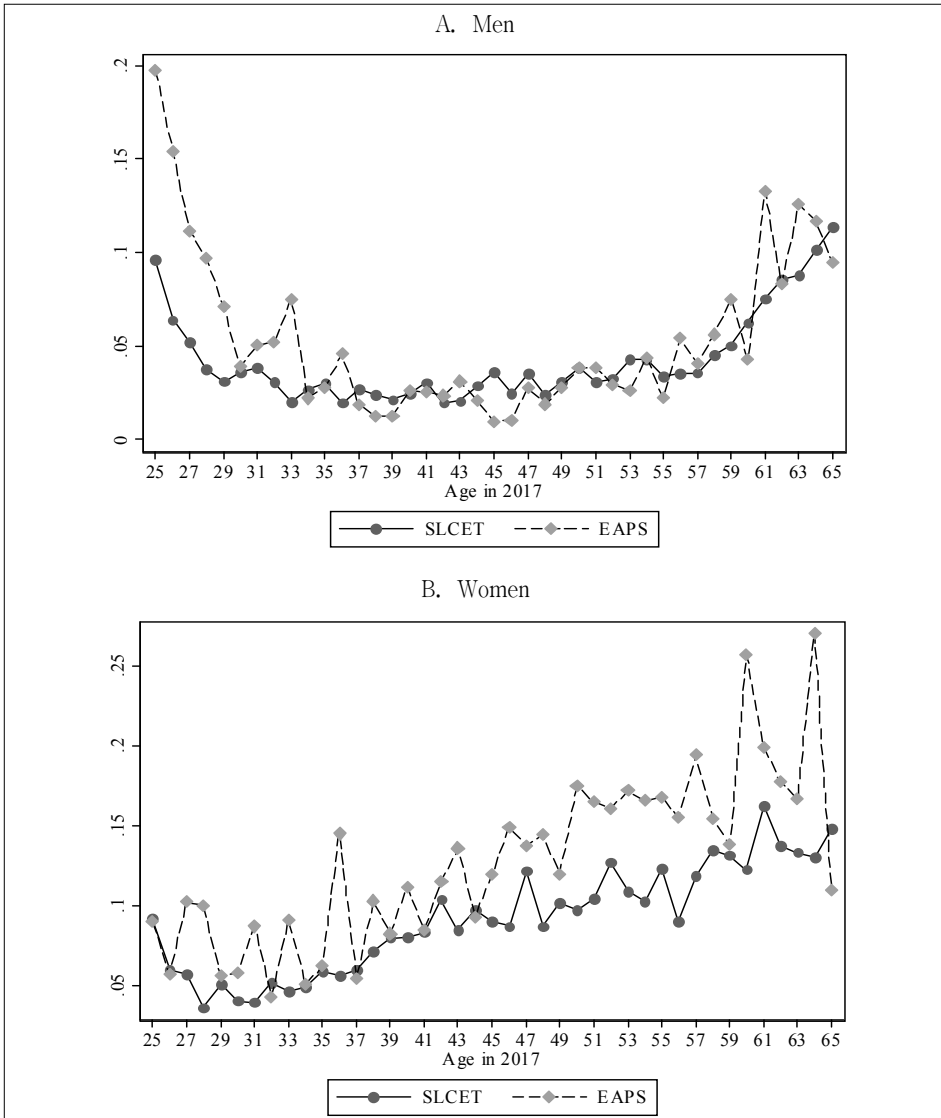 A. Men
.2
.15
.1
.05
0
25 27 29 31 33 35 37 39 41 43 45 47 49 51 53 55 57 59 61 63 65
Age in 2017
SLCET EAPS
B. Women
.25
.2
.15
.1
.05
25 27 29 31 33 35 37 39 41 43 45 47 49 51 53 55 57 59 61 63 65
Age in 2017
SLCET EAPS